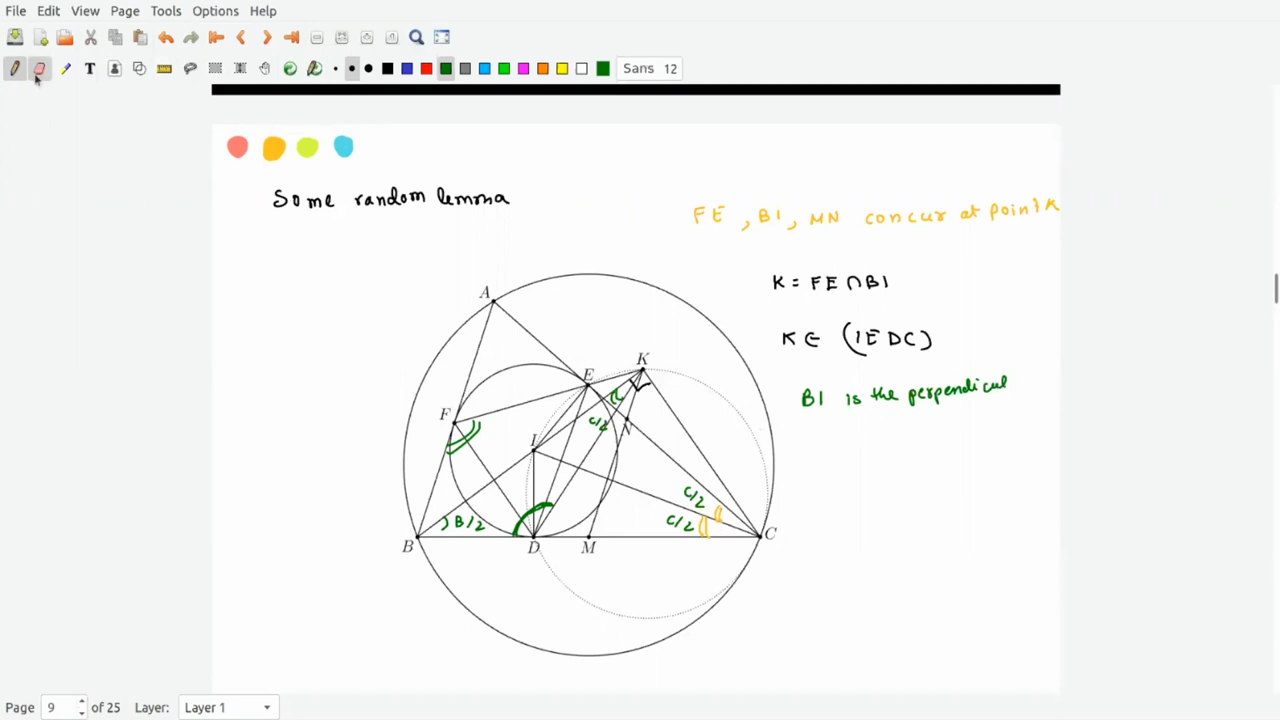 File Edit View Page Tools Options Help
T Sans 12
Some random lemma
FE, BI, MN concur at point K
K = FE ∩ BI
K ∈ (IEDC)
BI is the perpendicul
A
K
E
F
C/2
N
I
C/2
B/2
C/2
B D M C
Page 9 of 25 Layer: Layer 1